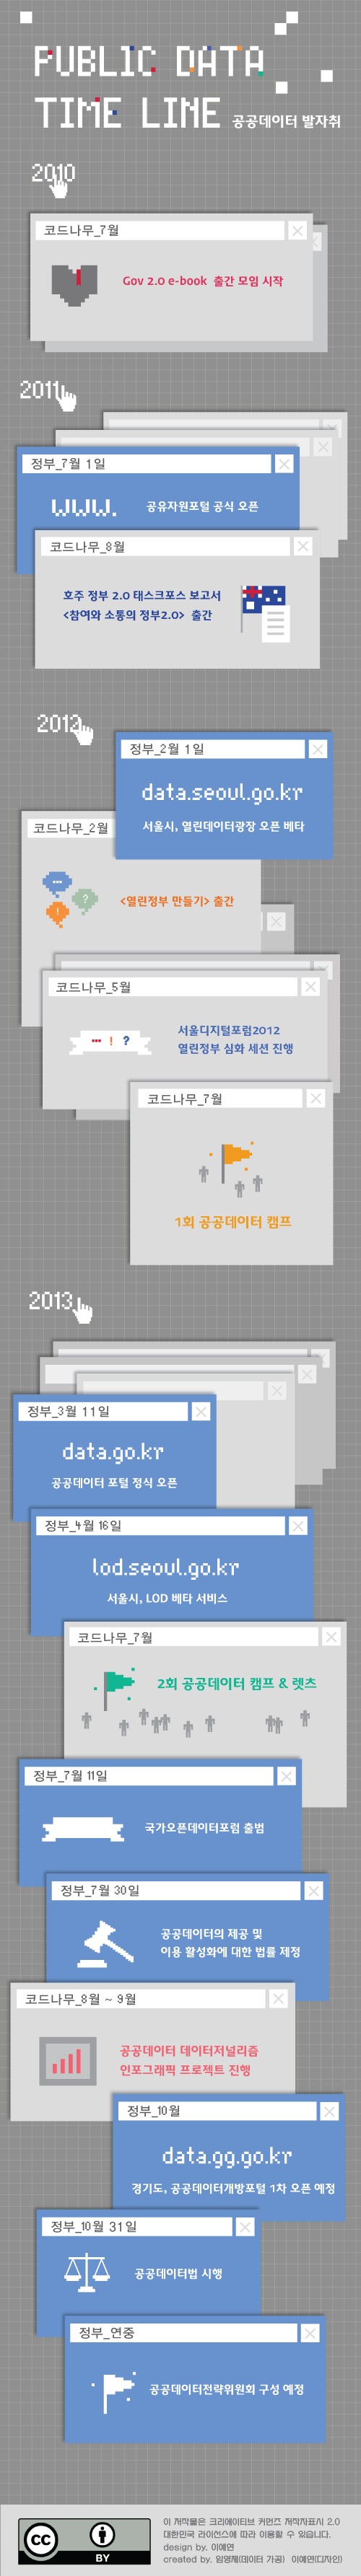 PUBLIC DATA
TIME LINE 공공데이터 발자취
2010
코드나무_7월
Gov 2.0 e-book 출간 모임 시작
2011
정부_7월 1일
www.
공유자원포털 공식 오픈
코드나무_8월
호주 정부 2.0 태스크포스 보고서
<참여와 소통의 정부2.0> 출간
2012
정부_2월 1일
data.seoul.go.kr
서울시, 열린데이터광장 오픈 베타
코드나무_2월
... ? !
<열린정부 만들기> 출간
코드나무_5월
... ! ?
서울디지털포럼2012
열린정부 심화 세션 진행
코드나무_7월
1회 공공데이터 캠프
2013
정부_3월 11일
data.go.kr
공공데이터 포털 정식 오픈
정부_4월 16일
lod.seoul.go.kr
서울시, LOD 베타 서비스
코드나무_7월
2회 공공데이터 캠프 & 렛츠
정부_7월 11일
국가오픈데이터포럼 출범
정부_7월 30일
공공데이터의 제공 및
이용 활성화에 대한 법률 제정
코드나무_8월 ~ 9월
공공데이터 데이터저널리즘
인포그래픽 프로젝트 진행
정부_10월
data.gg.go.kr
경기도, 공공데이터개방포털 1차 오픈 예정
정부_10월 31일
공공데이터법 시행
정부_연중
공공데이터전략위원회 구성 예정
cc
BY
이 저작물은 크리에이티브 커먼즈 저작자표시 2.0
대한민국 라이선스에 따라 이용할 수 있습니다.
design by. 이예연
created by. 임영재(데이터 가공) 이예연(디자인)